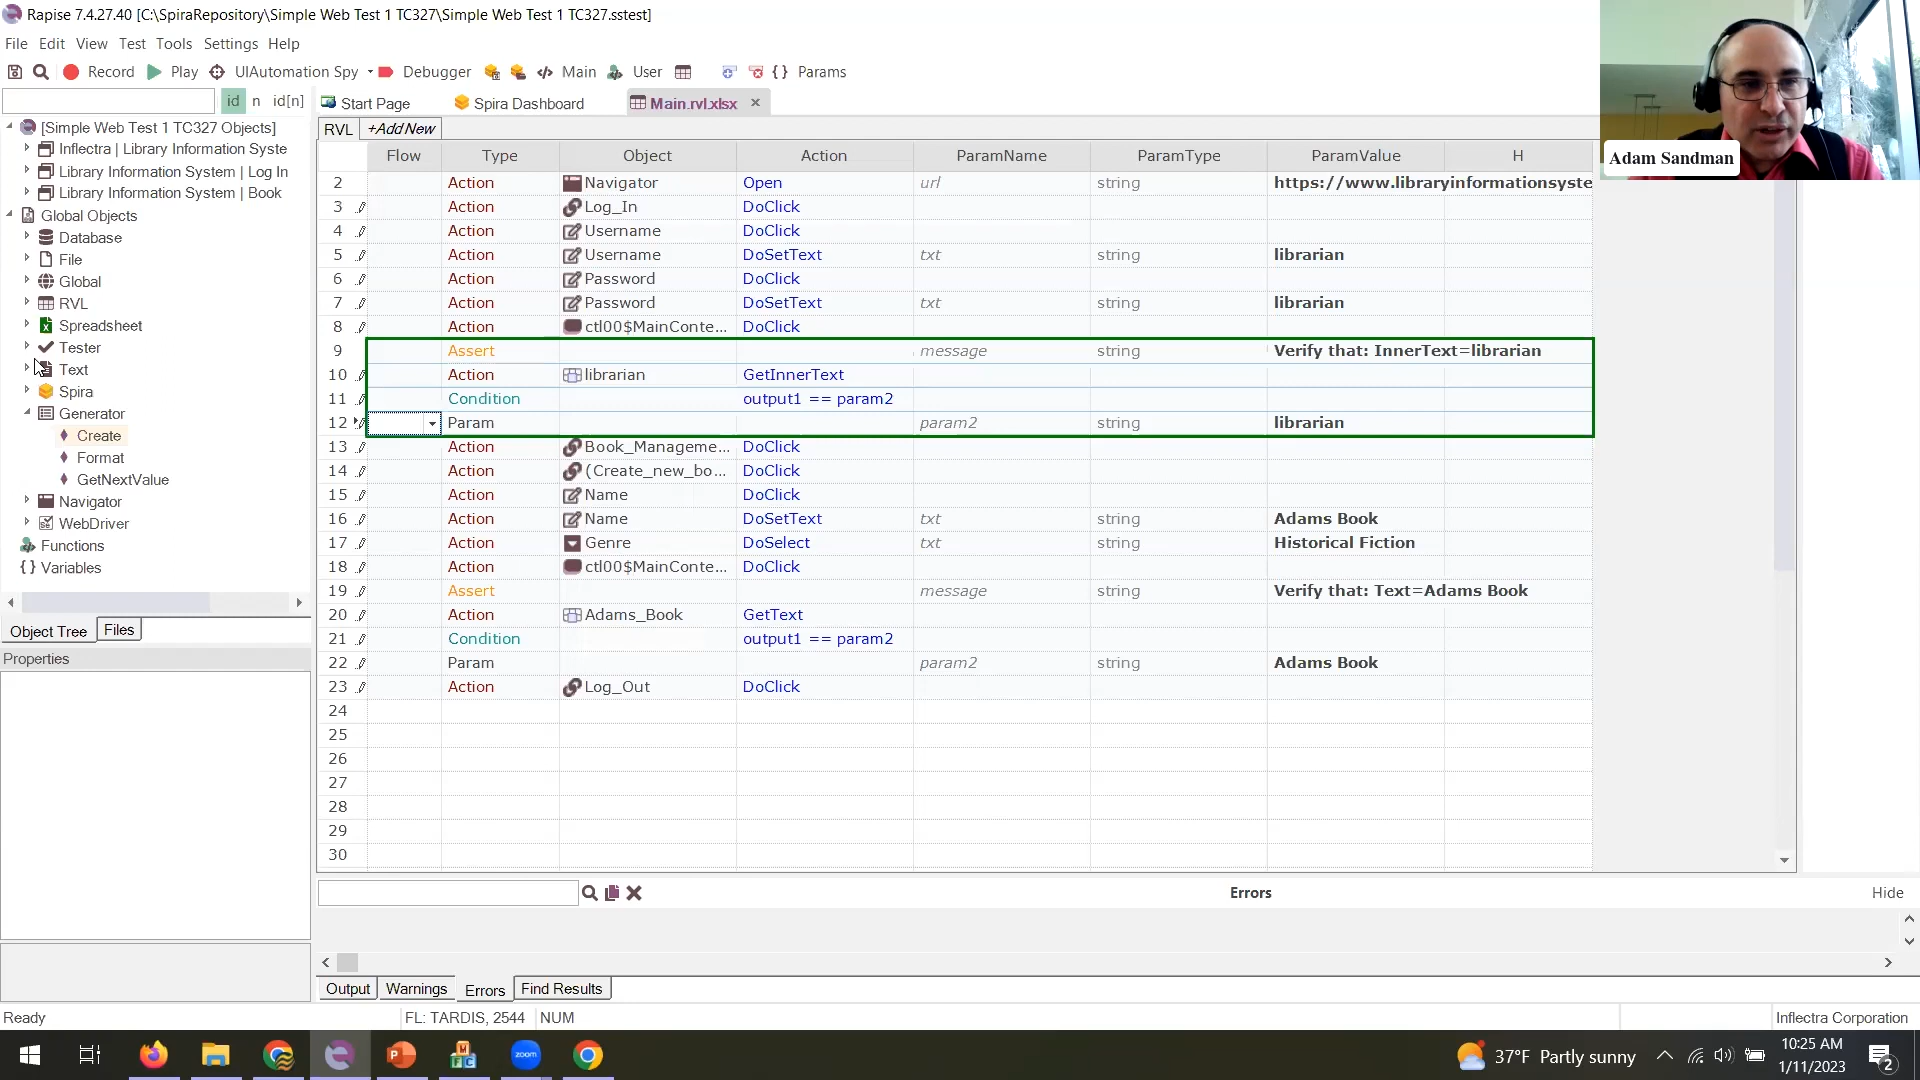 Rapise 7.4.27.40 [C:\SpiraRepository\Simple Web Test 1 TC327\Simple Web Test 1 TC327.sstest]
File Edit View Test Tools Settings Help
Record Play UIAutomation Spy Debugger Main User Params
id n id[n]
Start Page Spira Dashboard Main.rvl.xlsx
Adam Sandman
[Simple Web Test 1 TC327 Objects]
Inflectra | Library Information Syste
Library Information System | Log In
Library Information System | Book
Global Objects
Database
File
Global
RVL
Spreadsheet
Tester
Text
Spira
Generator
Create
Format
GetNextValue
Navigator
WebDriver
Functions
Variables
Object Tree Files
Properties
RVL +Add New
Flow Type Object Action ParamName ParamType ParamValue H
2 Action Navigator Open url string https://www.libraryinformationsyste
3 Action Log_In DoClick
4 Action Username DoClick
5 Action Username DoSetText txt string librarian
6 Action Password DoClick
7 Action Password DoSetText txt string librarian
8 Action ctl00$MainConte... DoClick
9 Assert message string Verify that: InnerText=librarian
10 Action librarian GetInnerText
11 Condition output1 == param2
12 Param param2 string librarian
13 Action Book_Manageme... DoClick
14 Action (Create_new_bo... DoClick
15 Action Name DoClick
16 Action Name DoSetText txt string Adams Book
17 Action Genre DoSelect txt string Historical Fiction
18 Action ctl00$MainConte... DoClick
19 Assert message string Verify that: Text=Adams Book
20 Action Adams_Book GetText
21 Condition output1 == param2
22 Param param2 string Adams Book
23 Action Log_Out DoClick
24
25
26
27
28
29
30
Errors Hide
Output Warnings Errors Find Results
Ready FL: TARDIS, 2544 NUM Inflectra Corporation
zoom 37°F Partly sunny 10:25 AM
1/11/2023 2